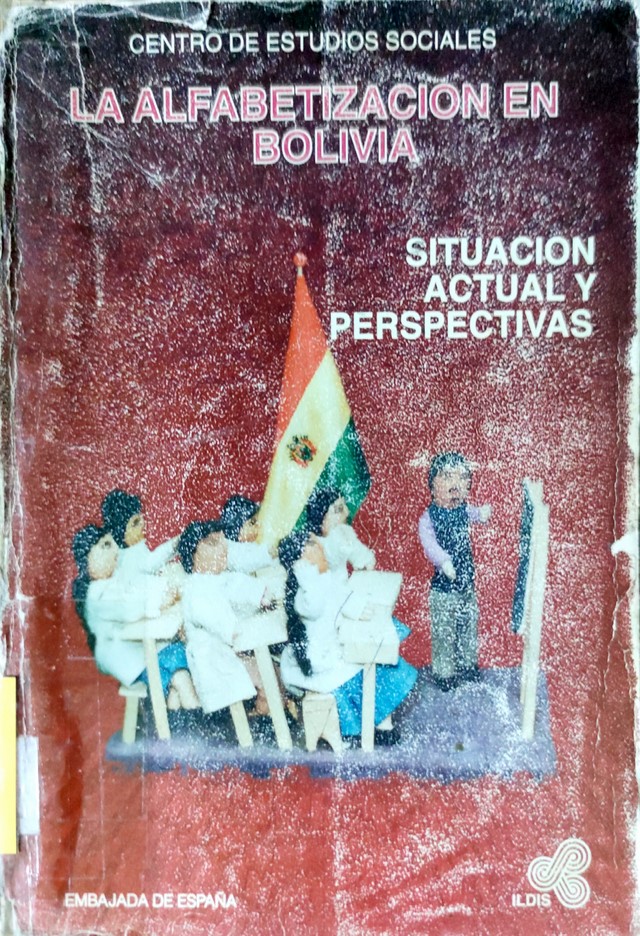 CENTRO DE ESTUDIOS SOCIALES
LA ALFABETIZACION EN
BOLIVIA
SITUACION
ACTUAL Y
PERSPECTIVAS
EMBAJADA DE ESPAÑA
ILDIS